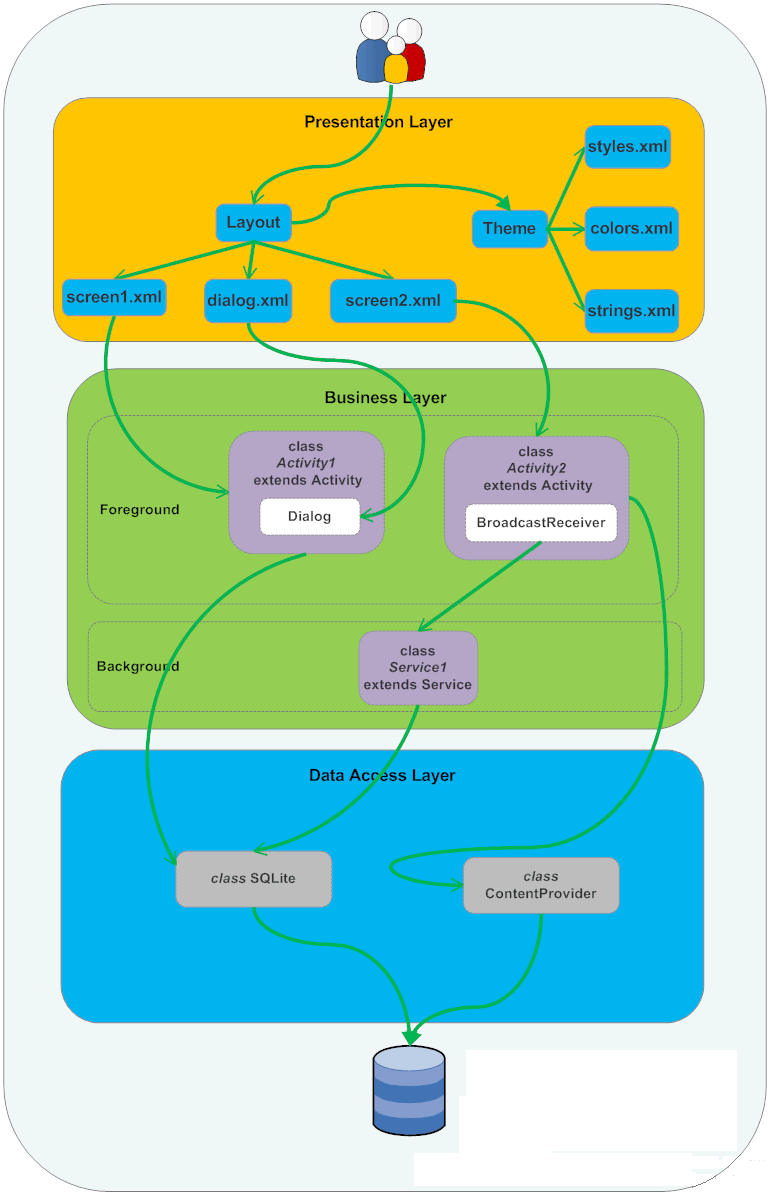 Presentation Layer
styles.xml
Layout
Theme
colors.xml
screen1.xml
dialog.xml
screen2.xml
strings.xml
Business Layer
class
Activity1
extends Activity
Dialog
class
Activity2
extends Activity
BroadcastReceiver
Foreground
Background
class
Service1
extends Service
Data Access Layer
class SQLite
class
ContentProvider